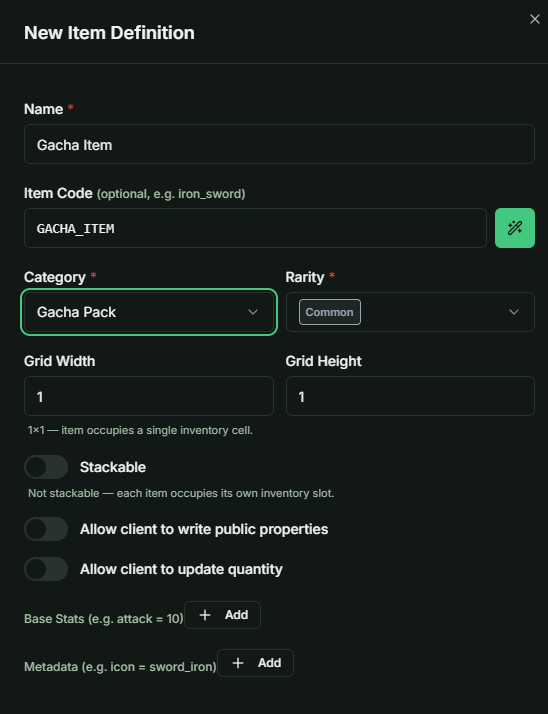 New Item Definition
Name *
Gacha Item
Item Code (optional, e.g. iron_sword)
GACHA_ITEM
Category * Rarity *
Gacha Pack Common
Grid Width Grid Height
1 1
1×1 — item occupies a single inventory cell.
Stackable
Not stackable — each item occupies its own inventory slot.
Allow client to write public properties
Allow client to update quantity
Base Stats (e.g. attack = 10) + Add
Metadata (e.g. icon = sword_iron) + Add